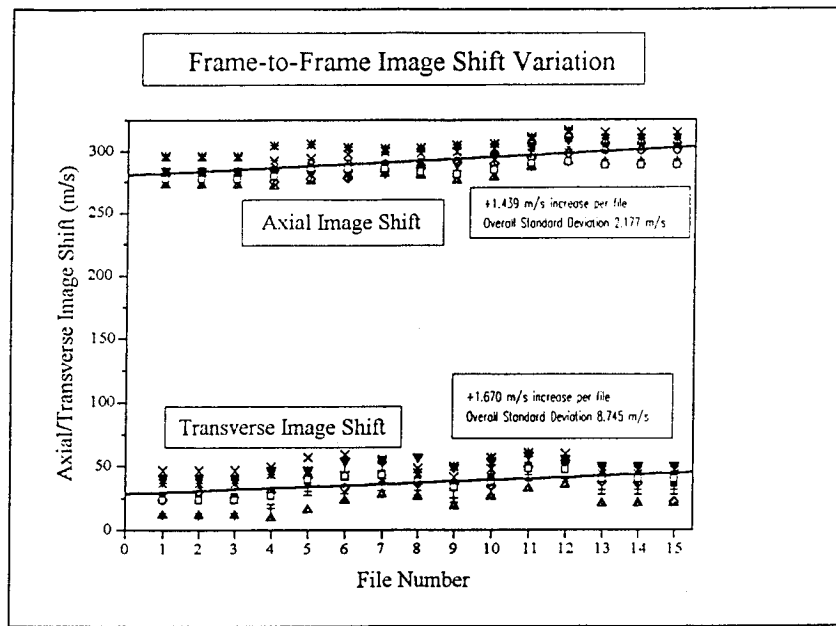 Frame-to-Frame Image Shift Variation
Axial/Transverse Image Shift (m/s)
300
250
200
150
100
50
0
Axial Image Shift
+1.439 m/s increase per file
Overall Standard Deviation 2.177 m/s
+1.670 m/s increase per file
Overall Standard Deviation 8.745 m/s
Transverse Image Shift
0 1 2 3 4 5 6 7 8 9 10 11 12 13 14 15
File Number